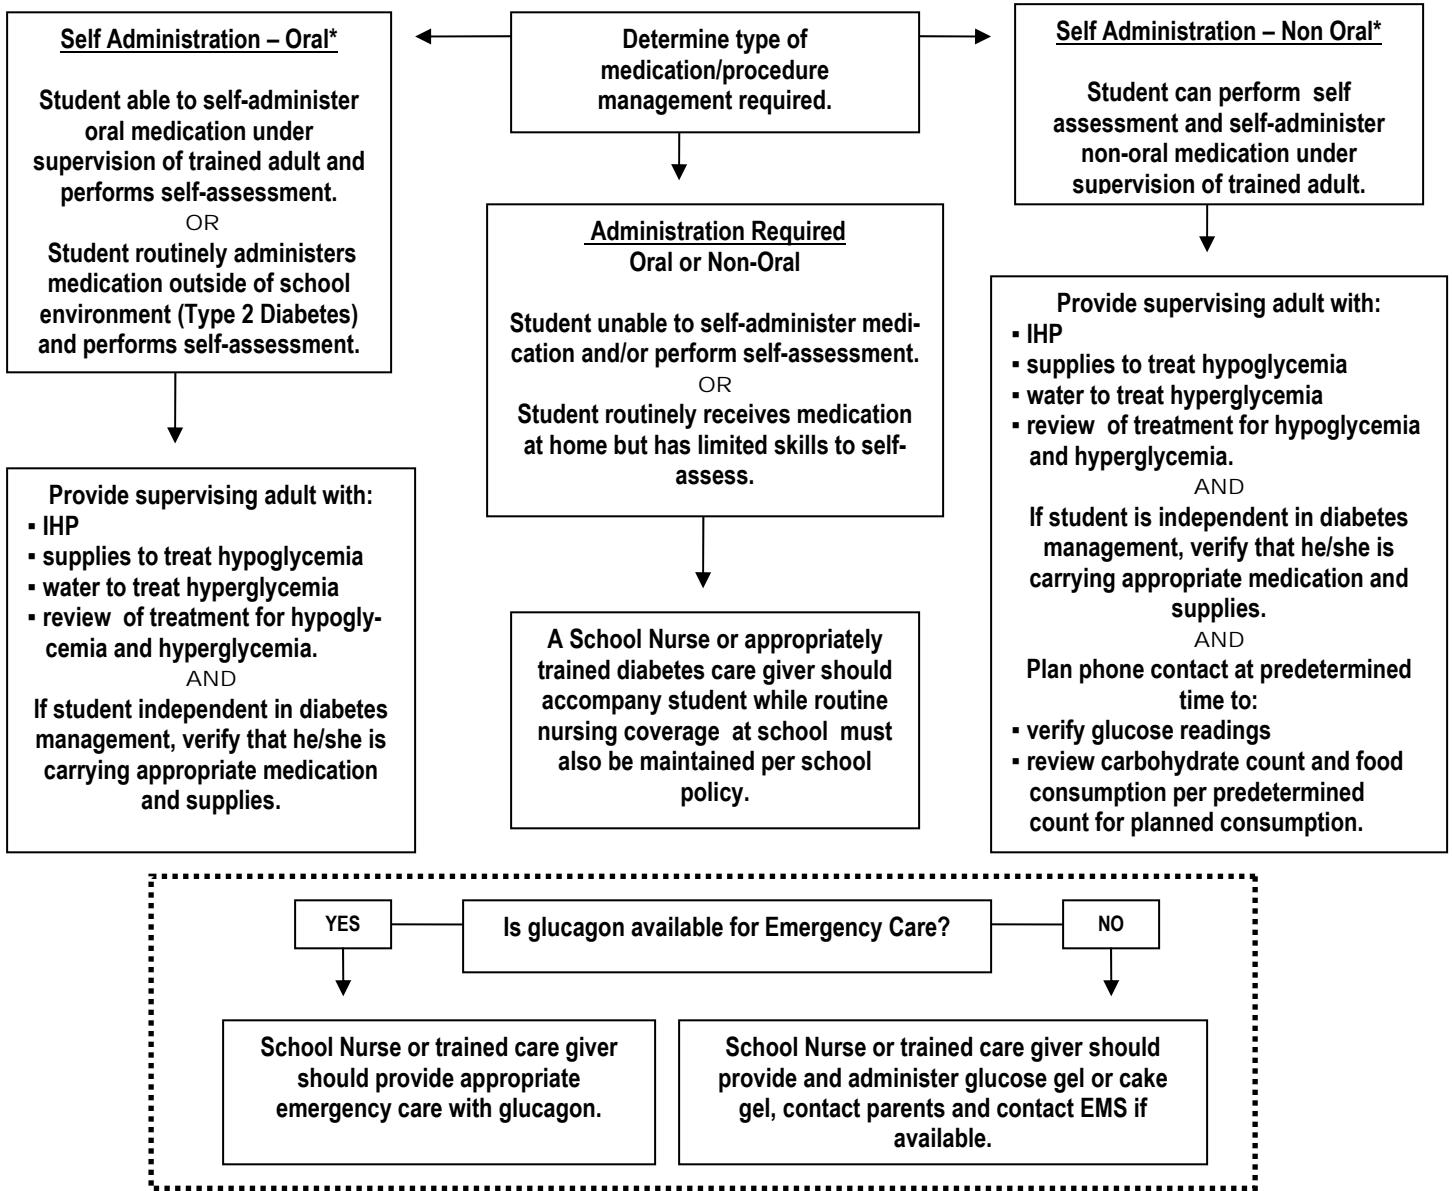 Self Administration – Oral*
Student able to self-administer
oral medication under
supervision of trained adult and
performs self-assessment.
OR
Student routinely administers
medication outside of school
environment (Type 2 Diabetes)
and performs self-assessment.
Determine type of
medication/procedure
management required.
Self Administration – Non Oral*
Student can perform self
assessment and self-administer
non-oral medication under
supervision of trained adult.
Administration Required
Oral or Non-Oral
Student unable to self-administer medi-
cation and/or perform self-assessment.
OR
Student routinely receives medication
at home but has limited skills to self-
assess.
Provide supervising adult with:
▪ IHP
▪ supplies to treat hypoglycemia
▪ water to treat hyperglycemia
▪ review of treatment for hypogly-
cemia and hyperglycemia.
AND
If student independent in diabetes
management, verify that he/she is
carrying appropriate medication
and supplies.
A School Nurse or appropriately
trained diabetes care giver should
accompany student while routine
nursing coverage at school must
also be maintained per school
policy.
Provide supervising adult with:
▪ IHP
▪ supplies to treat hypoglycemia
▪ water to treat hyperglycemia
▪ review of treatment for hypoglycemia
and hyperglycemia.
AND
If student is independent in diabetes
management, verify that he/she is
carrying appropriate medication and
supplies.
AND
Plan phone contact at predetermined
time to:
▪ verify glucose readings
▪ review carbohydrate count and food
consumption per predetermined
count for planned consumption.
YES
Is glucagon available for Emergency Care?
NO
School Nurse or trained care giver
should provide appropriate
emergency care with glucagon.
School Nurse or trained care giver should
provide and administer glucose gel or cake
gel, contact parents and contact EMS if
available.